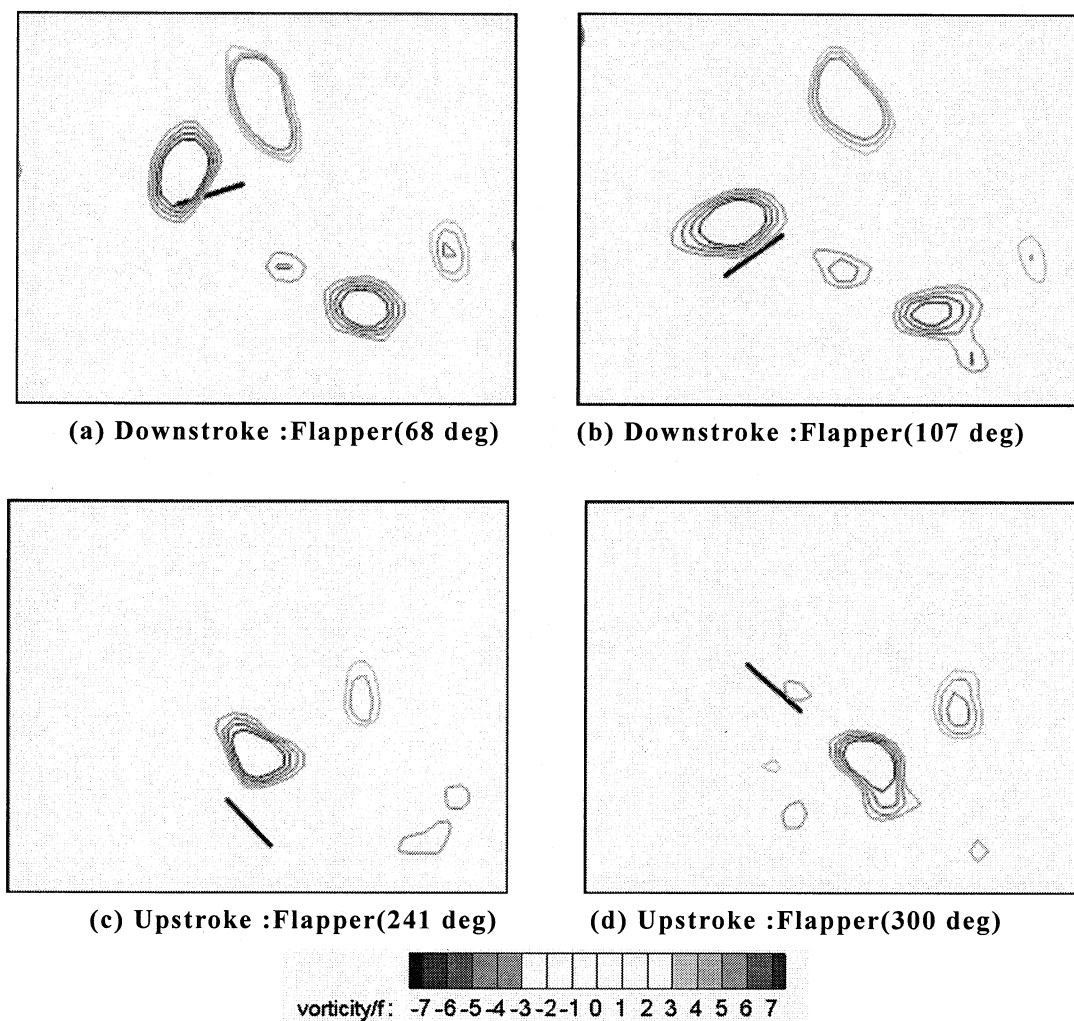 (a) Downstroke :Flapper(68 deg)
(b) Downstroke :Flapper(107 deg)
(c) Upstroke :Flapper(241 deg)
(d) Upstroke :Flapper(300 deg)
vorticity/f: -7 -6 -5 -4 -3 -2 -1 0 1 2 3 4 5 6 7